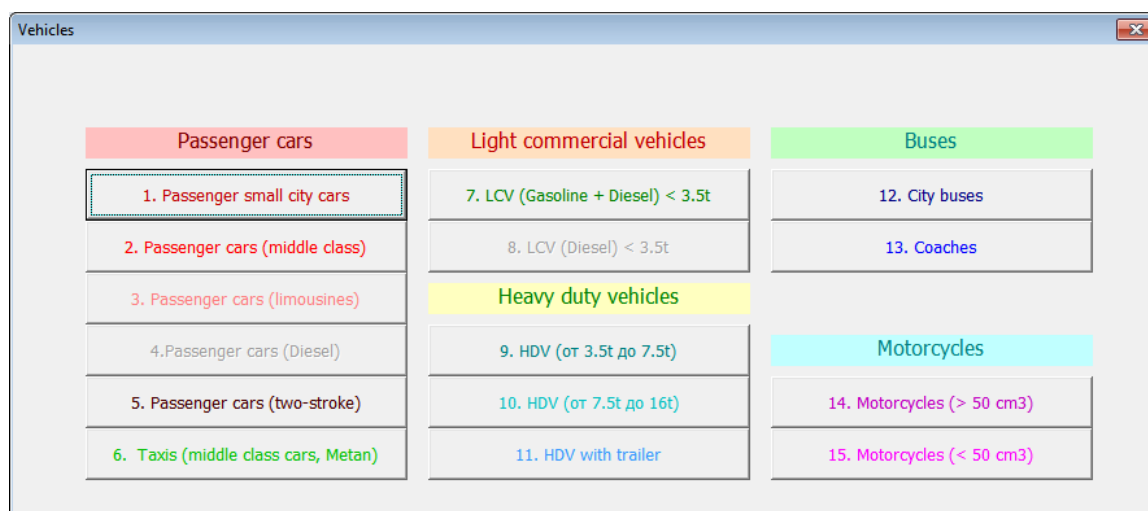 Vehicles
Passenger cars
1. Passenger small city cars
2. Passenger cars (middle class)
3. Passenger cars (limousines)
4.Passenger cars (Diesel)
5. Passenger cars (two-stroke)
6. Taxis (middle class cars, Metan)
Light commercial vehicles
7. LCV (Gasoline + Diesel) < 3.5t
8. LCV (Diesel) < 3.5t
Heavy duty vehicles
9. HDV (от 3.5t до 7.5t)
10. HDV (от 7.5t до 16t)
11. HDV with trailer
Buses
12. City buses
13. Coaches
Motorcycles
14. Motorcycles (> 50 cm3)
15. Motorcycles (< 50 cm3)